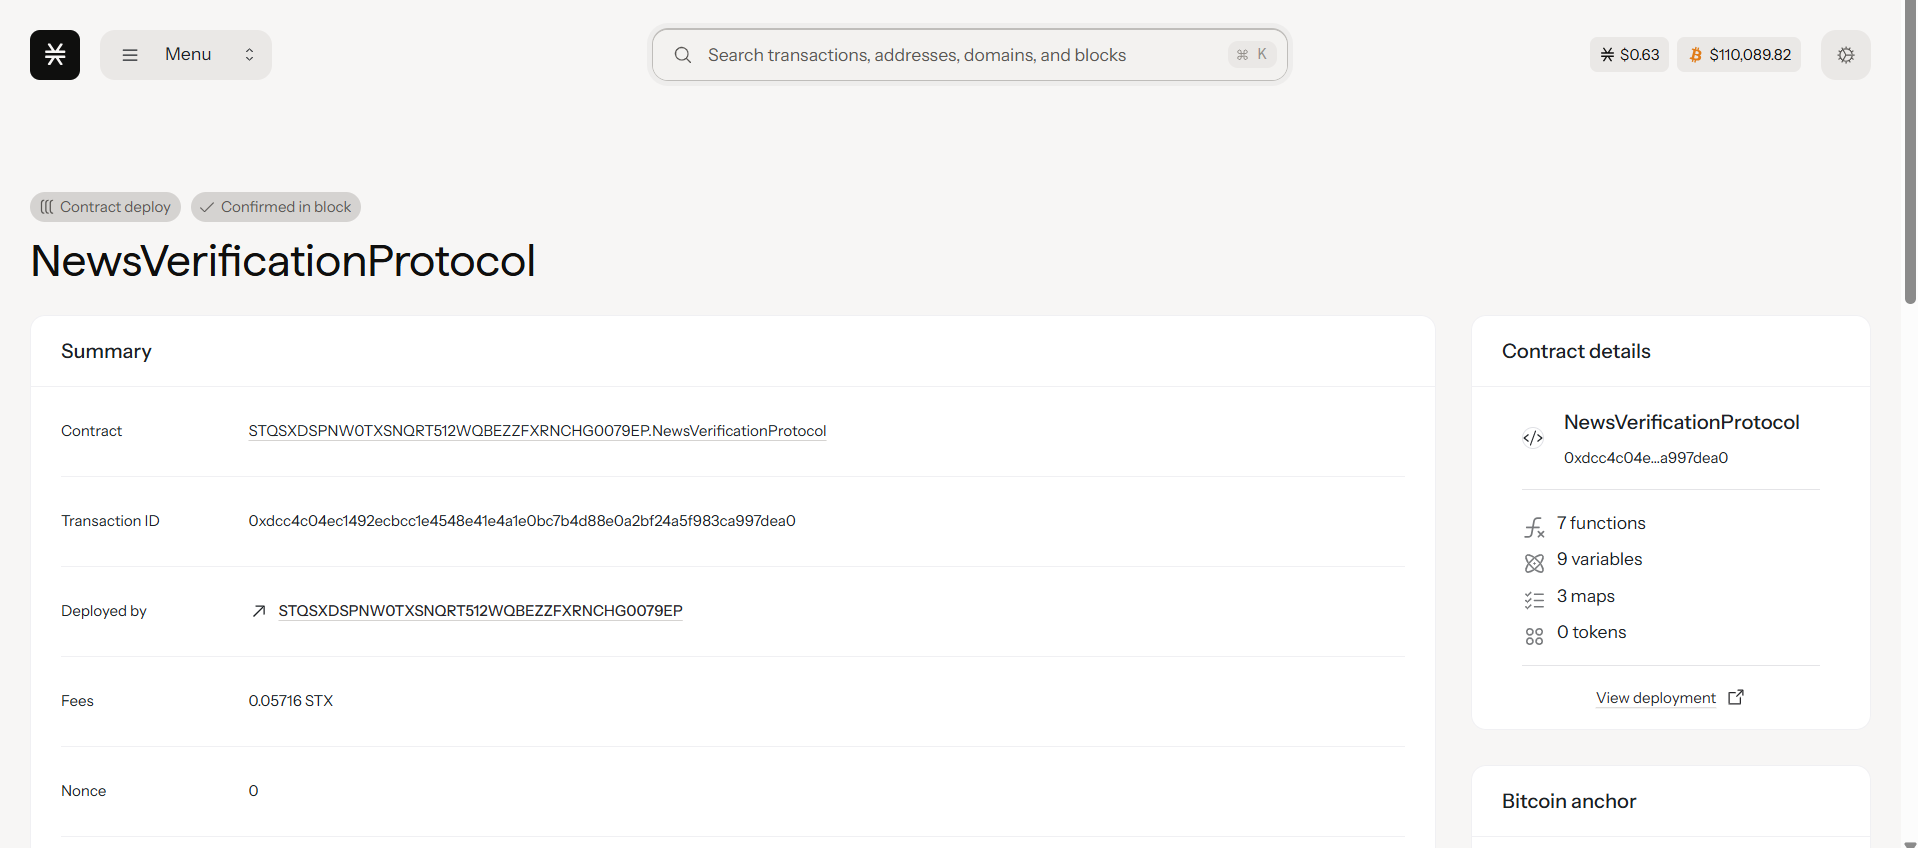 Menu
Search transactions, addresses, domains, and blocks
⌘ K
$0.63
$110,089.82
Contract deploy
Confirmed in block
NewsVerificationProtocol
Summary
Contract
STQSXDSPNW0TXSNQRT512WQBEZZFXRNCHG0079EP.NewsVerificationProtocol
Transaction ID
0xdcc4c04ec1492ecbcc1e4548e41e4a1e0bc7b4d88e0a2bf24a5f983ca997dea0
Deployed by
STQSXDSPNW0TXSNQRT512WQBEZZFXRNCHG0079EP
Fees
0.05716 STX
Nonce
0
Contract details
NewsVerificationProtocol
0xdcc4c04e...a997dea0
7 functions
9 variables
3 maps
0 tokens
View deployment
Bitcoin anchor